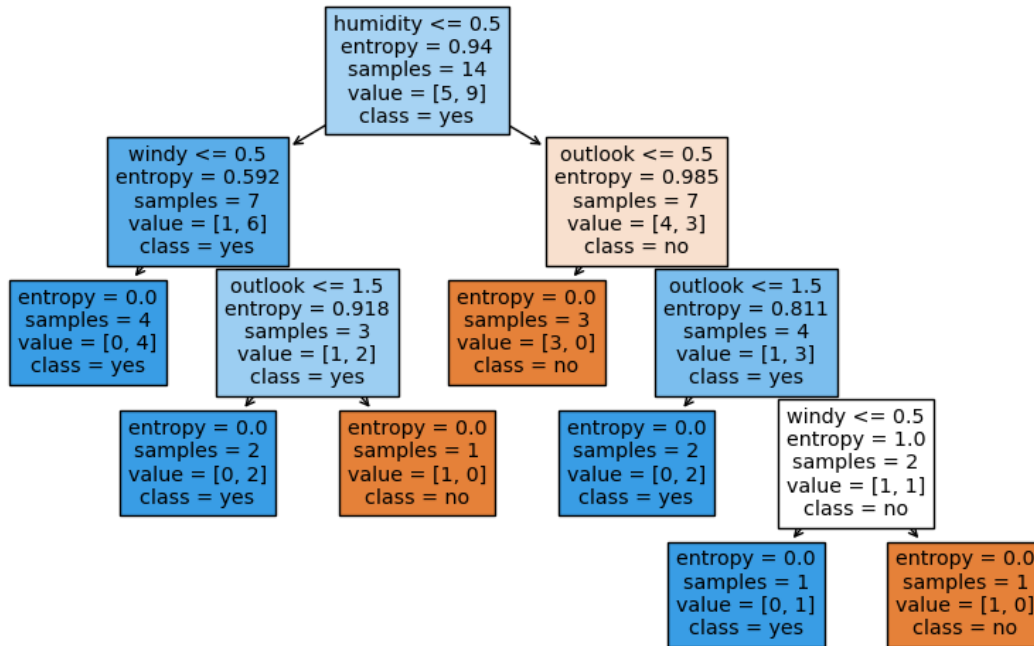 humidity <= 0.5
entropy = 0.94
samples = 14
value = [5, 9]
class = yes
windy <= 0.5
entropy = 0.592
samples = 7
value = [1, 6]
class = yes
outlook <= 0.5
entropy = 0.985
samples = 7
value = [4, 3]
class = no
entropy = 0.0
samples = 4
value = [0, 4]
class = yes
outlook <= 1.5
entropy = 0.918
samples = 3
value = [1, 2]
class = yes
entropy = 0.0
samples = 3
value = [3, 0]
class = no
outlook <= 1.5
entropy = 0.811
samples = 4
value = [1, 3]
class = yes
entropy = 0.0
samples = 2
value = [0, 2]
class = yes
entropy = 0.0
samples = 1
value = [1, 0]
class = no
entropy = 0.0
samples = 2
value = [0, 2]
class = yes
windy <= 0.5
entropy = 1.0
samples = 2
value = [1, 1]
class = no
entropy = 0.0
samples = 1
value = [0, 1]
class = yes
entropy = 0.0
samples = 1
value = [1, 0]
class = no